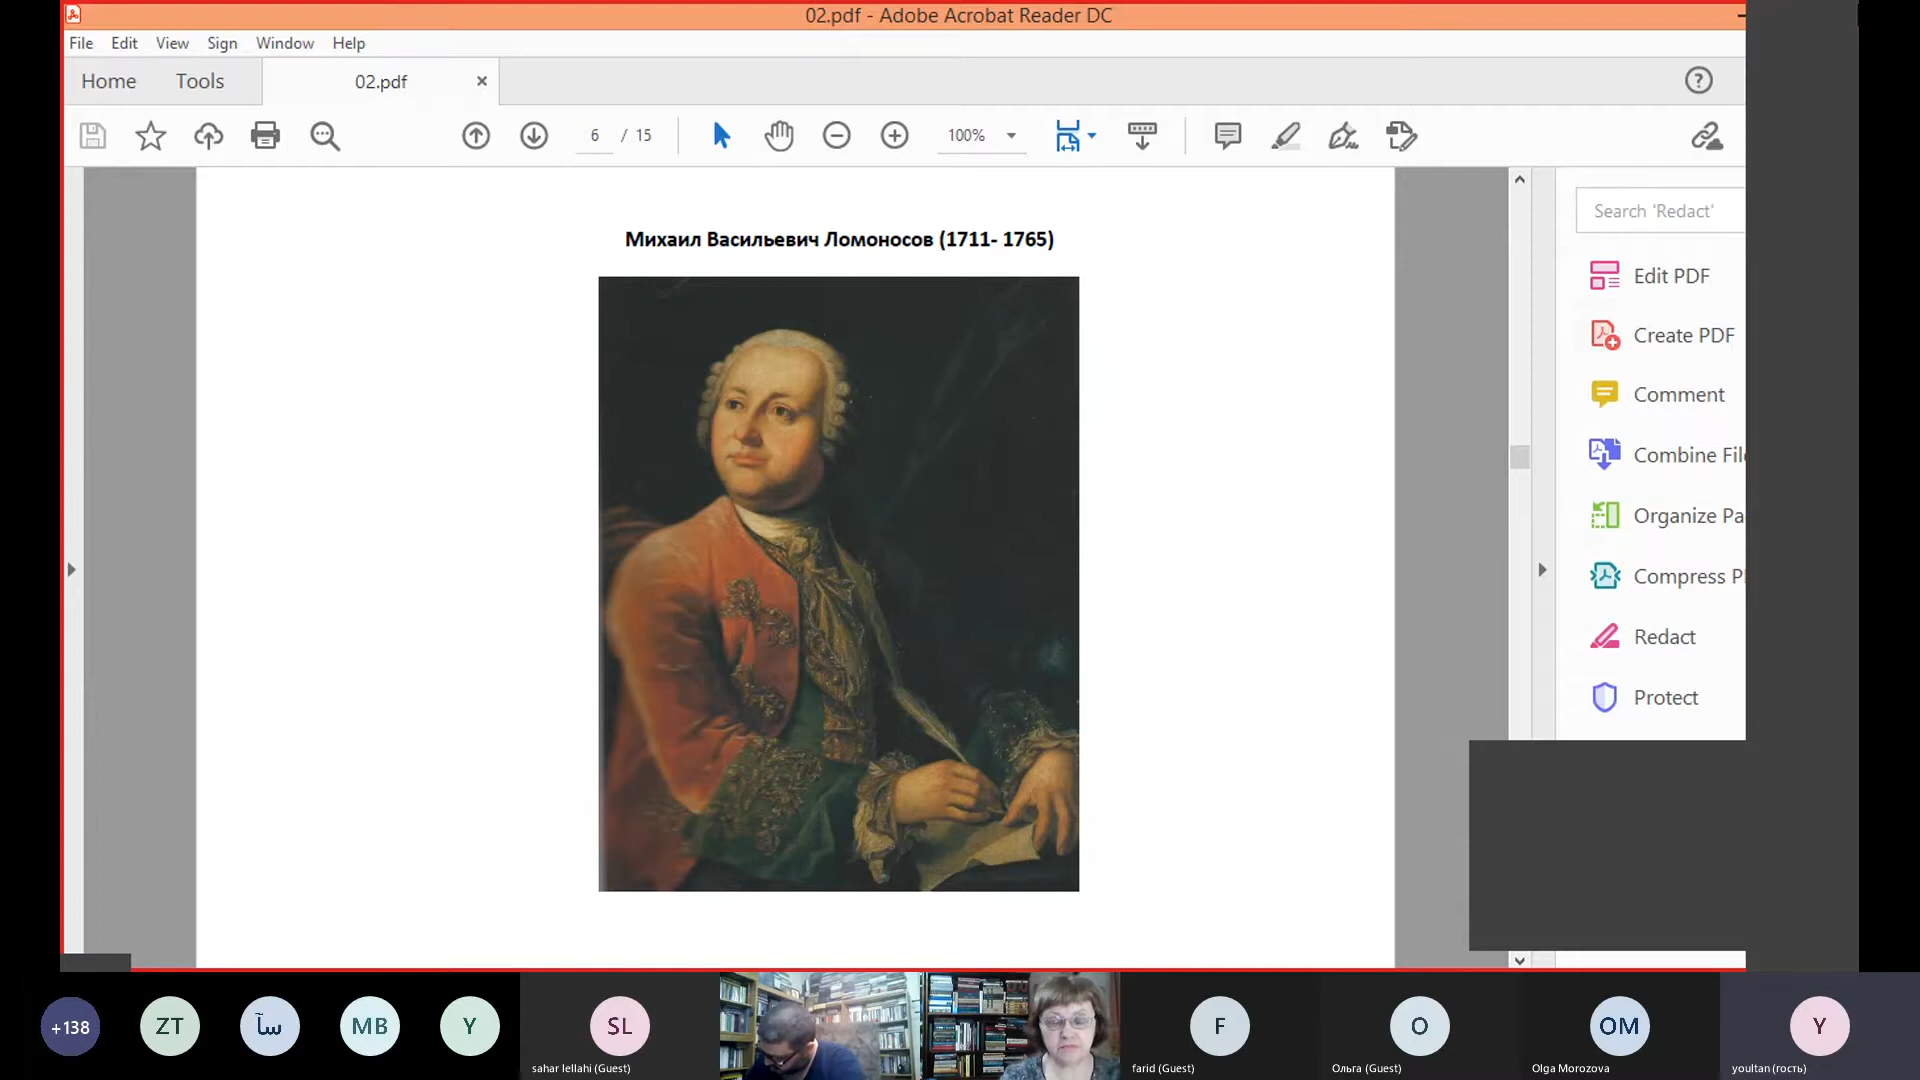 02.pdf - Adobe Acrobat Reader DC
File Edit View Sign Window Help
Home Tools 02.pdf
6 / 15 100%
Search 'Redact'
Михаил Васильевич Ломоносов (1711- 1765)
Edit PDF
Create PDF
Comment
Combine File
Organize Pa
Compress P
Redact
Protect
+138 ZT سآ MB Y SL F O OM Y
sahar lellahi (Guest) farid (Guest) Ольга (Guest) Olga Morozova youltan (гость)